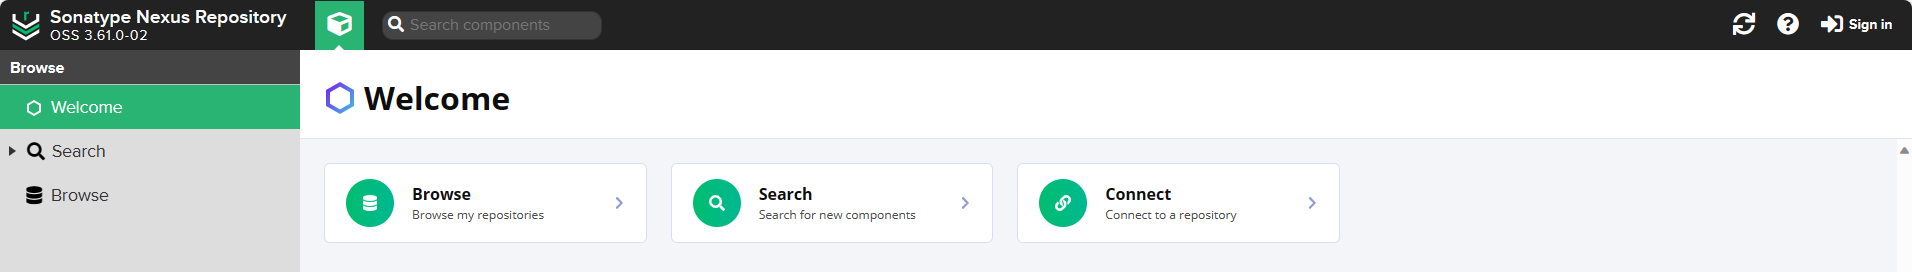 Sonatype Nexus Repository
OSS 3.61.0-02
Search components
Sign in
Browse
Welcome
Search
Browse
Welcome
Browse
Browse my repositories
Search
Search for new components
Connect
Connect to a repository